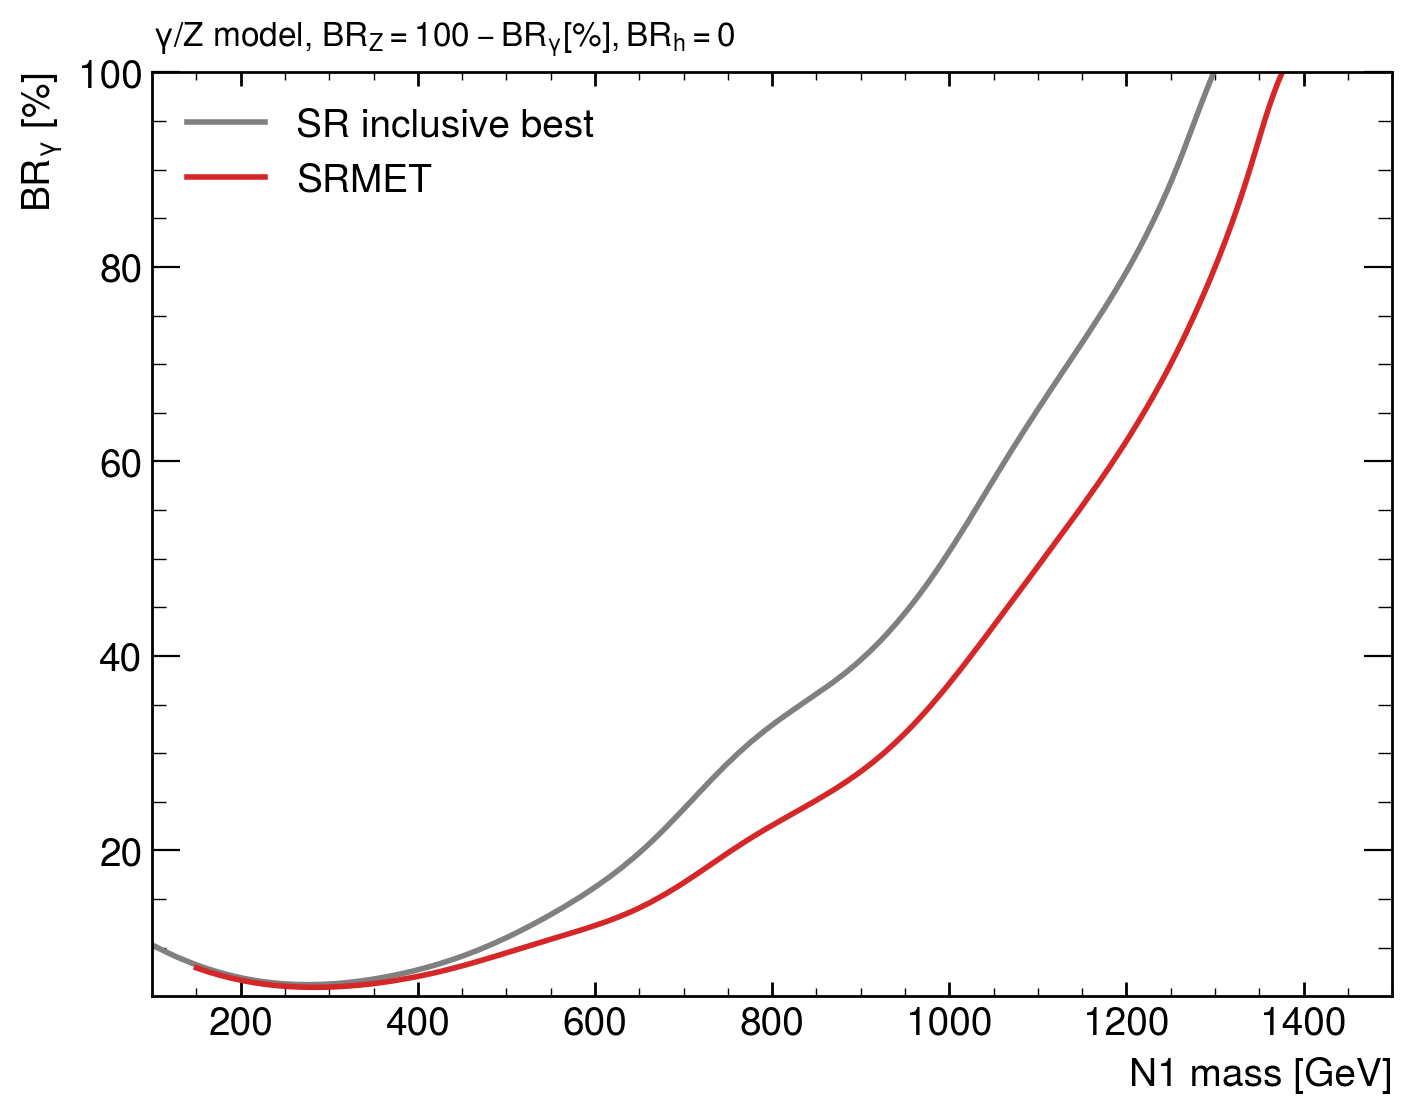 γ/Z model, BR_Z = 100 − BR_γ[%], BR_h = 0
BR_γ [%]
100
80
60
40
20
SR inclusive best
SRMET
200 400 600 800 1000 1200 1400
N1 mass [GeV]